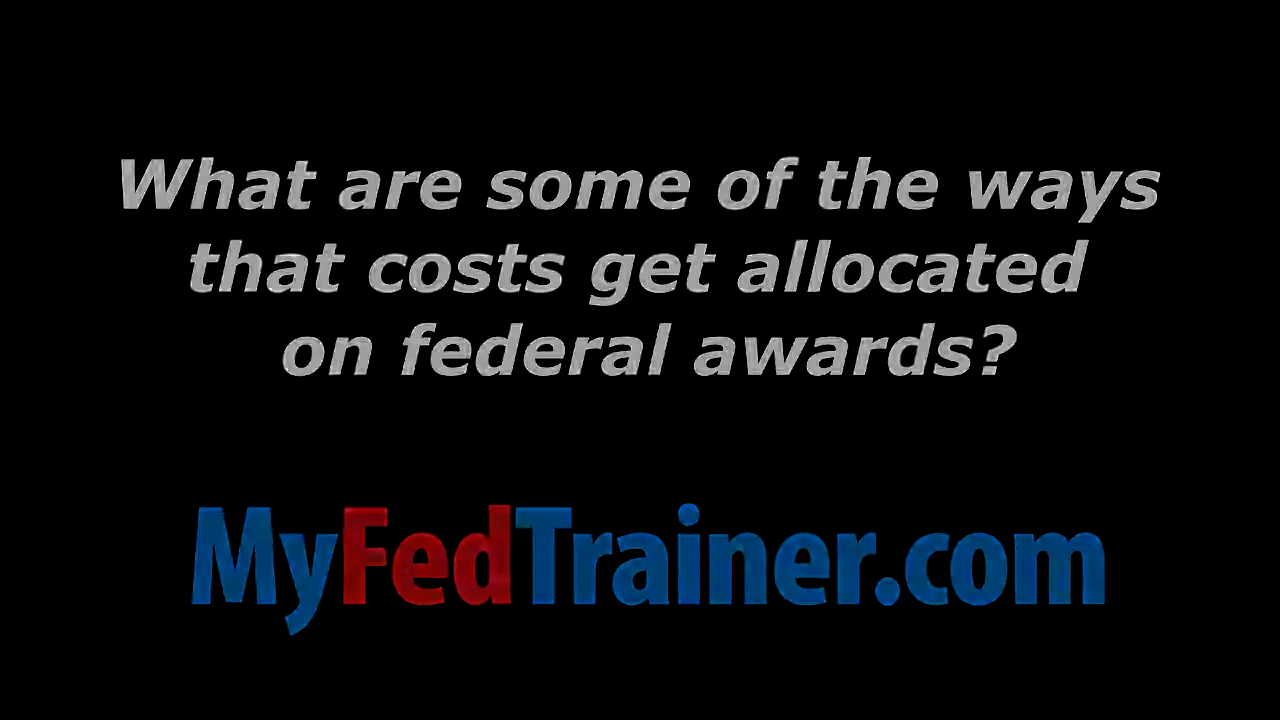 What are some of the ways
that costs get allocated
on federal awards?
MyFedTrainer.com